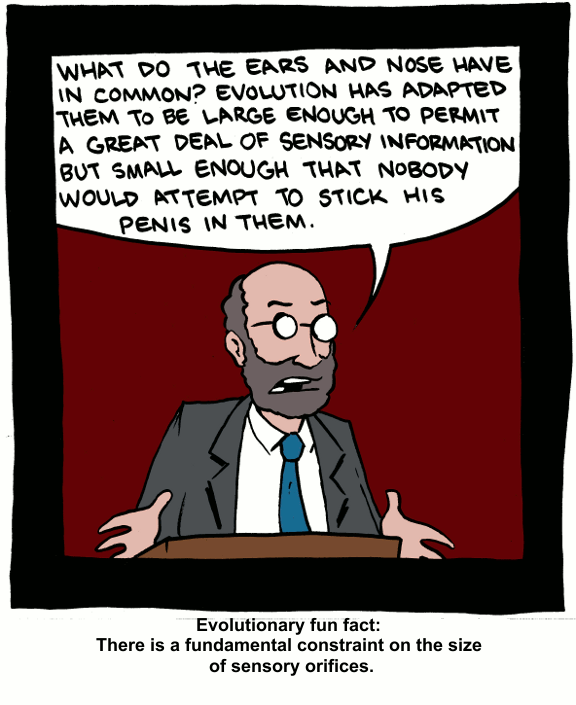 WHAT DO THE EARS AND NOSE HAVE
IN COMMON? EVOLUTION HAS ADAPTED
THEM TO BE LARGE ENOUGH TO PERMIT
A GREAT DEAL OF SENSORY INFORMATION
BUT SMALL ENOUGH THAT NOBODY
WOULD ATTEMPT TO STICK HIS
PENIS IN THEM.
Evolutionary fun fact:
There is a fundamental constraint on the size
of sensory orifices.